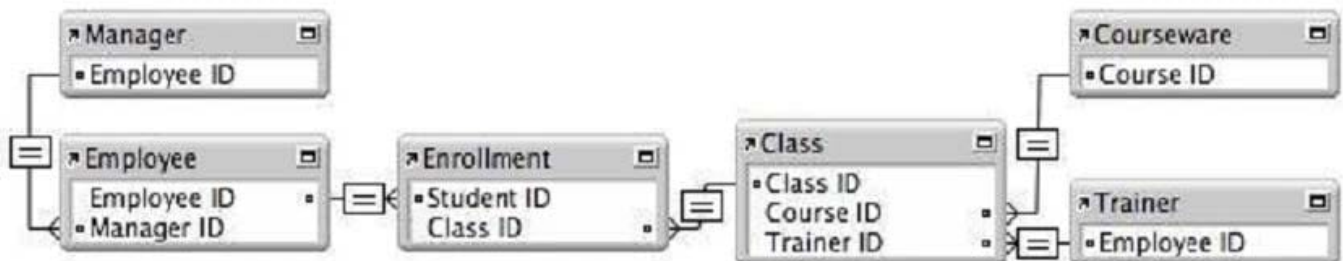 Manager
Employee ID
Employee
Employee ID
Manager ID
Enrollment
Student ID
Class ID
Class
Class ID
Course ID
Trainer ID
Courseware
Course ID
Trainer
Employee ID